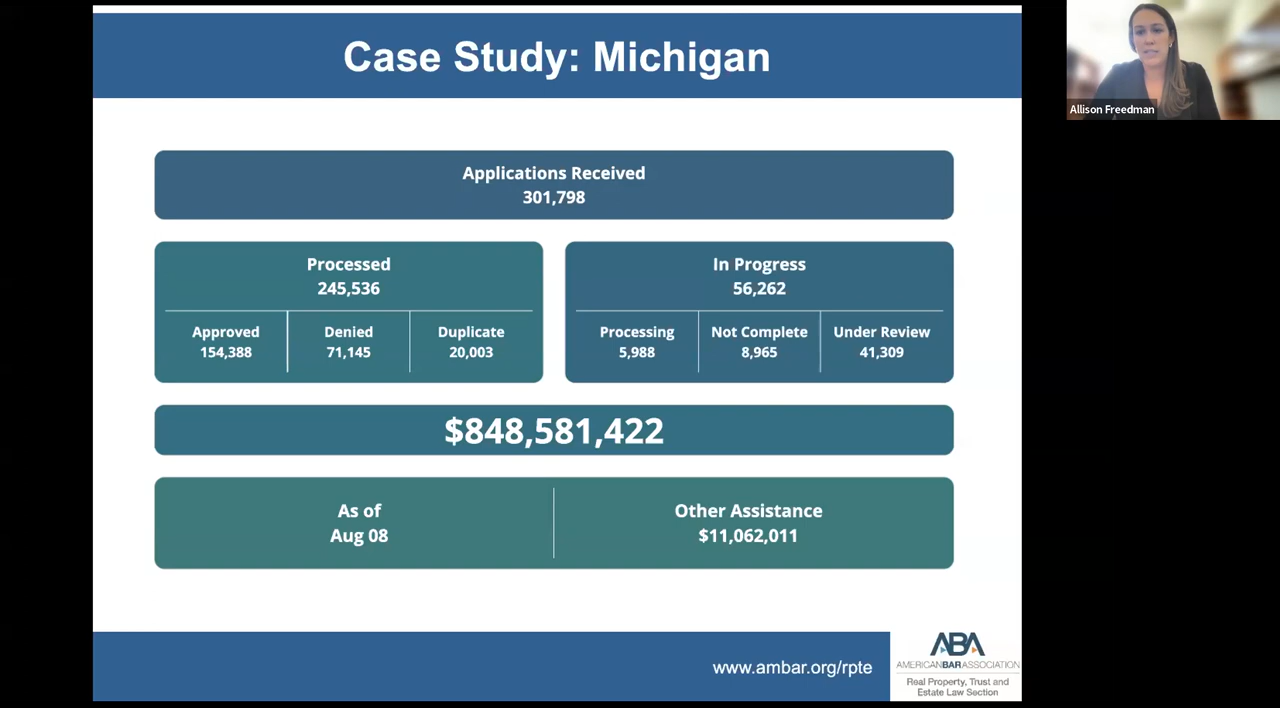 Case Study: Michigan
Allison Freedman
Applications Received
301,798
Processed
245,536
Approved
154,388
Denied
71,145
Duplicate
20,003
In Progress
56,262
Processing
5,988
Not Complete
8,965
Under Review
41,309
$848,581,422
As of
Aug 08
Other Assistance
$11,062,011
www.ambar.org/rpte
ABA
AMERICANBARASSOCIATION
Real Property, Trust and
Estate Law Section